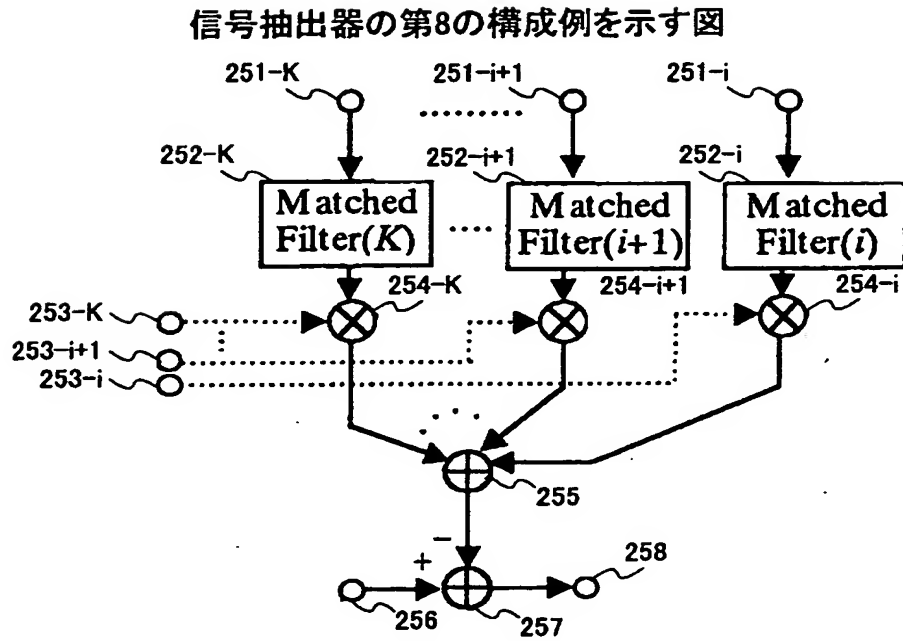 信号抽出器の第8の構成例を示す図
251-K
251-i+1
251-i
252-K
252-i+1
252-i
Matched
Filter(K)
Matched
Filter(i+1)
Matched
Filter(i)
254-K
254-i+1
254-i
253-K
253-i+1
253-i
255
−
+
258
256
257